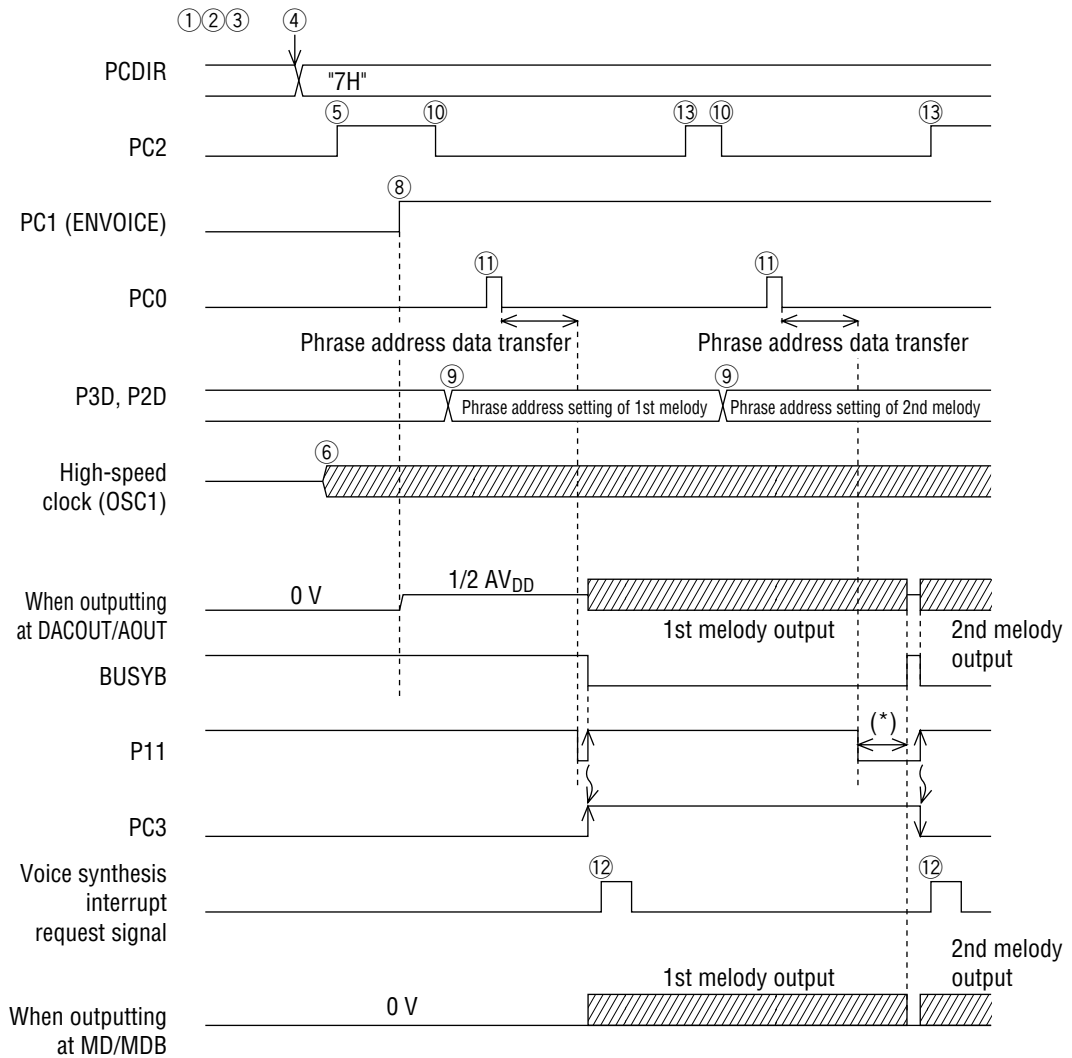 ①②③ ④
PCDIR
"7H"
⑤ ⑩ ⑬ ⑩ ⑬
PC2
⑧
PC1 (ENVOICE)
⑪ ⑪
PC0
Phrase address data transfer Phrase address data transfer
⑨ ⑨
P3D, P2D
Phrase address setting of 1st melody Phrase address setting of 2nd melody
⑥
High-speed
clock (OSC1)
When outputting
at DACOUT/AOUT
0 V
1/2 AVDD
1st melody output
2nd melody
output
BUSYB
(*)
P11
PC3
⑫ ⑫
Voice synthesis
interrupt
request signal
1st melody output
2nd melody
output
0 V
When outputting
at MD/MDB